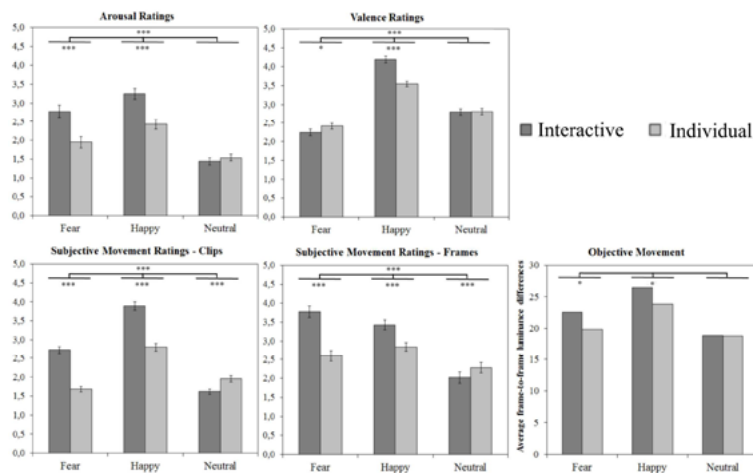 Arousal Ratings
5,0
4,5
4,0
3,5
3,0
2,5
2,0
1,5
1,0
0,5
0,0
***
***
***
Fear
Happy
Neutral
Valence Ratings
5,0
4,5
4,0
3,5
3,0
2,5
2,0
1,5
1,0
0,5
0,0
***
*
***
Fear
Happy
Neutral
Interactive
Individual
Subjective Movement Ratings - Clips
5,0
4,5
4,0
3,5
3,0
2,5
2,0
1,5
1,0
0,5
0,0
***
***
***
***
Fear
Happy
Neutral
Subjective Movement Ratings - Frames
5,0
4,5
4,0
3,5
3,0
2,5
2,0
1,5
1,0
0,5
0,0
***
***
***
***
Fear
Happy
Neutral
Objective Movement
Average frame-to-frame luminance differences
30
25
20
15
10
5
0
***
*
*
Fear
Happy
Neutral